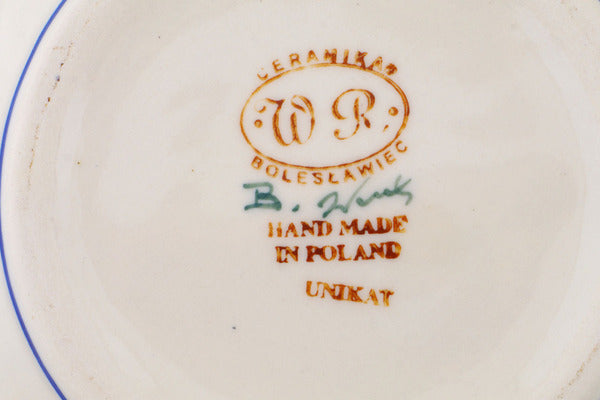 CERAMIKA
W R.
BOLESŁAWIEC
B.
HAND MADE
IN POLAND
UNIKAT